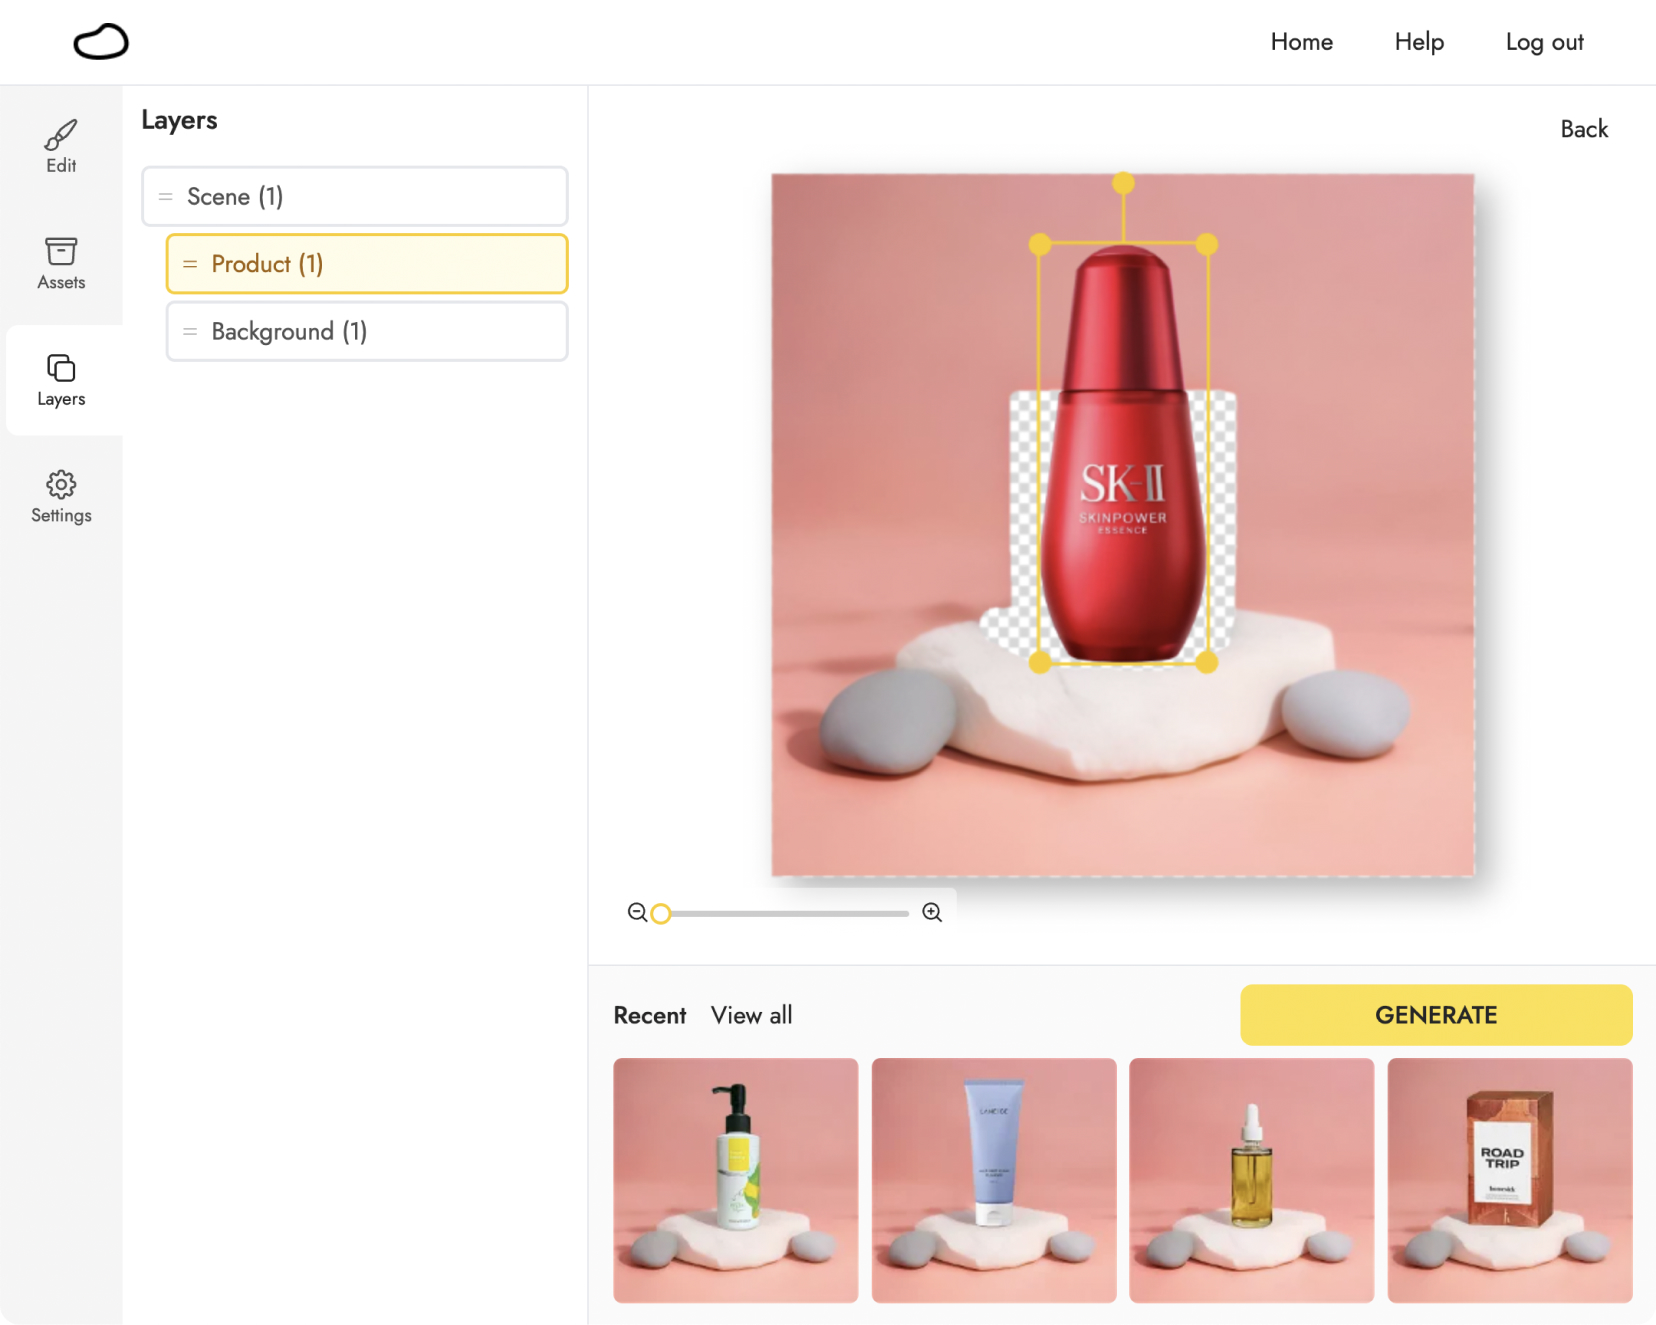 Home
Help
Log out
Edit
Assets
Layers
Settings
Layers
Scene (1)
Product (1)
Background (1)
Back
SK-II
SKINPOWER
ESSENCE
Recent
View all
GENERATE
LANEIGE
ROAD
TRIP